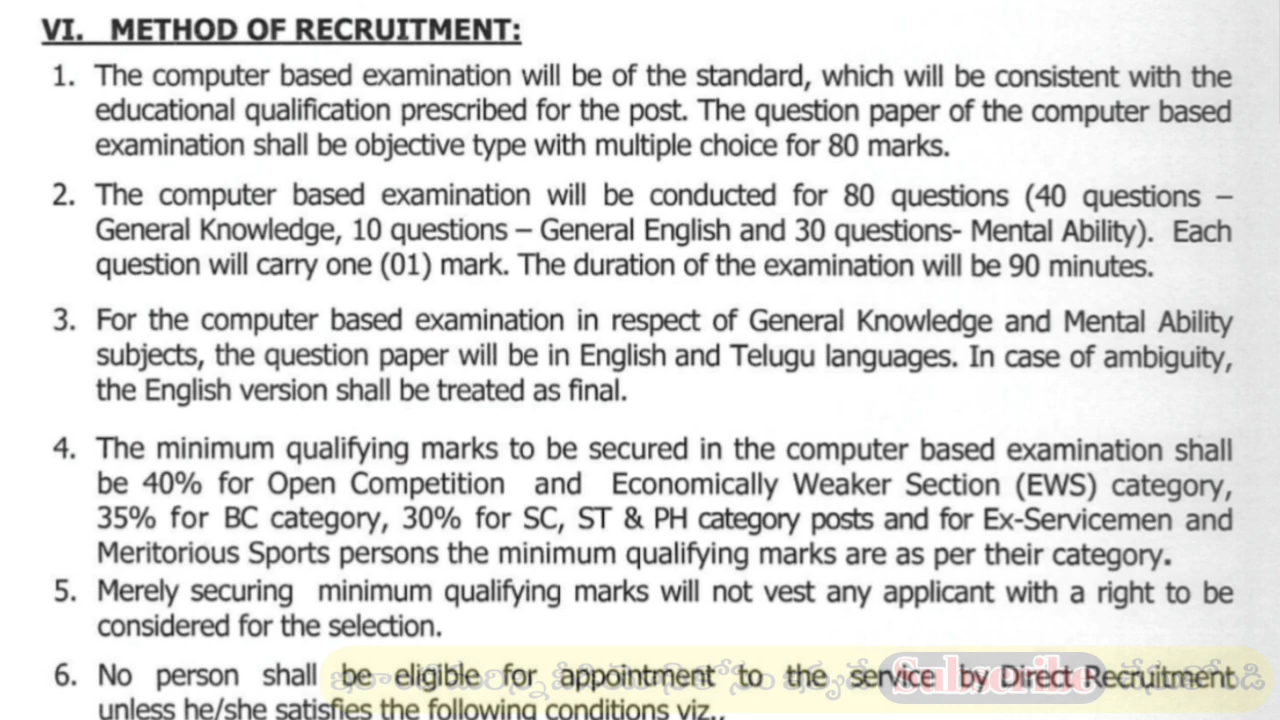 VI. METHOD OF RECRUITMENT:
1. The computer based examination will be of the standard, which will be consistent with the
educational qualification prescribed for the post. The question paper of the computer based
examination shall be objective type with multiple choice for 80 marks.
2. The computer based examination will be conducted for 80 questions (40 questions –
General Knowledge, 10 questions – General English and 30 questions- Mental Ability). Each
question will carry one (01) mark. The duration of the examination will be 90 minutes.
3. For the computer based examination in respect of General Knowledge and Mental Ability
subjects, the question paper will be in English and Telugu languages. In case of ambiguity,
the English version shall be treated as final.
4. The minimum qualifying marks to be secured in the computer based examination shall
be 40% for Open Competition and Economically Weaker Section (EWS) category,
35% for BC category, 30% for SC, ST & PH category posts and for Ex-Servicemen and
Meritorious Sports persons the minimum qualifying marks are as per their category.
5. Merely securing minimum qualifying marks will not vest any applicant with a right to be
considered for the selection.
6. No person shall be eligible for appointment to the service by Direct Recruitment
unless he/she satisfies the following conditions viz.,
Subscribe